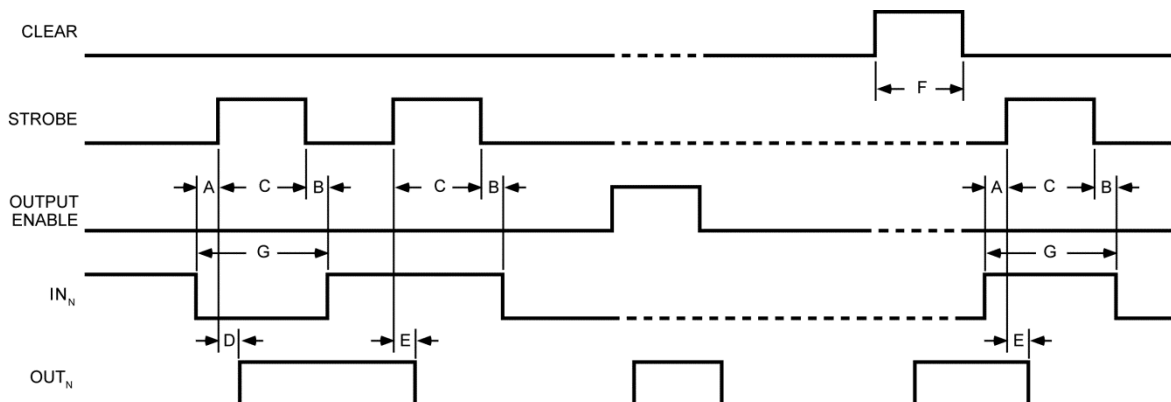 CLEAR
F
STROBE
A C B C B A C B
OUTPUT
ENABLE
G G
IN_N
D E E
OUT_N